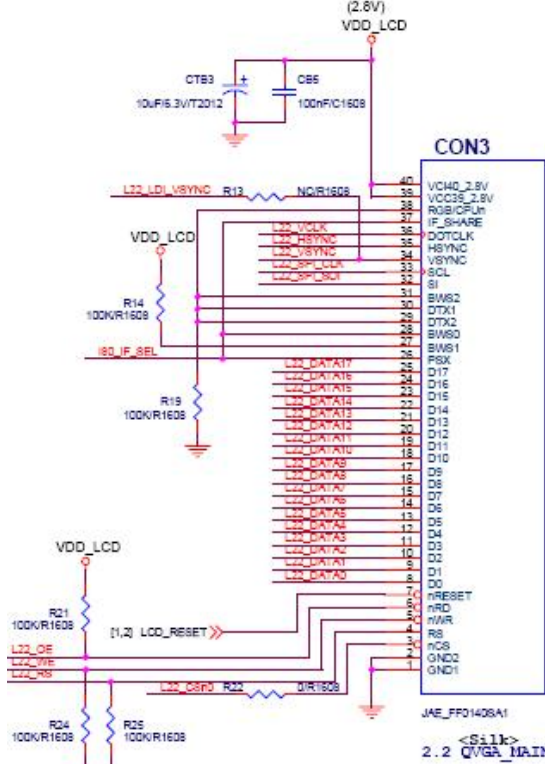 (2.8V)
VDD_LCD
CTB3
10uF/6.3V/T2012
CB5
100nF/C1608
CON3
L22_LDI_VSYNC
R13
NC/R1608
VDD_LCD
L22_VCLK
L22_HSYNC
L22_VSYNC
L22_SPI_CLK
L22_SPI_SDI
R14
100K/R1608
I80_IF_SEL
R19
100K/R1608
L22_DATA17
L22_DATA16
L22_DATA15
L22_DATA14
L22_DATA13
L22_DATA12
L22_DATA11
L22_DATA10
L22_DATA9
L22_DATA8
L22_DATA7
L22_DATA6
L22_DATA5
L22_DATA4
L22_DATA3
L22_DATA2
L22_DATA1
L22_DATA0
40 VCI40_2.8V
39 VCC39_2.8V
38 RGB/CPUn
37 IF_SHARE
36 DOTCLK
35 HSYNC
34 VSYNC
33 SCL
32 SI
31 BWS2
30 DTX1
29 DTX2
28 BWS0
27 BWS1
26 PSX
25 D17
24 D16
23 D15
22 D14
21 D13
20 D12
19 D11
18 D10
17 D9
16 D8
15 D7
14 D6
13 D5
12 D4
11 D3
10 D2
9 D1
8 D0
7 nRESET
6 nRD
5 nWR
4 RS
3 nCS
2 GND2
1 GND1
VDD_LCD
R21
100K/R1608
[1,2] LCD_RESET
L22_OE
L22_WE
L22_RS
L22_CSn0
R22
0/R1608
R24
100K/R1608
R25
100K/R1608
JAE_FF0140SA1
<Silk>
2.2 QVGA_MAIN